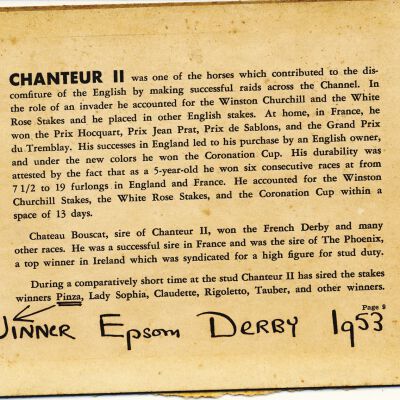 CHANTEUR II was one of the horses which contributed to the dis-
comfiture of the English by making successful raids across the Channel. In
the role of an invader he accounted for the Winston Churchill and the White
Rose Stakes and he placed in other English stakes. At home, in France, he
won the Prix Hocquart, Prix Jean Prat, Prix de Sablons, and the Grand Prix
du Tremblay. His successes in England led to his purchase by an English owner,
and under the new colors he won the Coronation Cup. His durability was
attested by the fact that as a 5-year-old he won six consecutive races at from
7 1/2 to 19 furlongs in England and France. He accounted for the Winston
Churchill Stakes, the White Rose Stakes, and the Coronation Cup within a
space of 13 days.
Chateau Bouscat, sire of Chanteur II, won the French Derby and many
other races. He was a successful sire in France and was the sire of The Phoenix,
a top winner in Ireland which was syndicated for a high figure for stud duty.
During a comparatively short time at the stud Chanteur II has sired the stakes
winners Pinza, Lady Sophia, Claudette, Rigoletto, Tauber, and other winners.
Page 9
WINNER EPSOM DERBY 1953